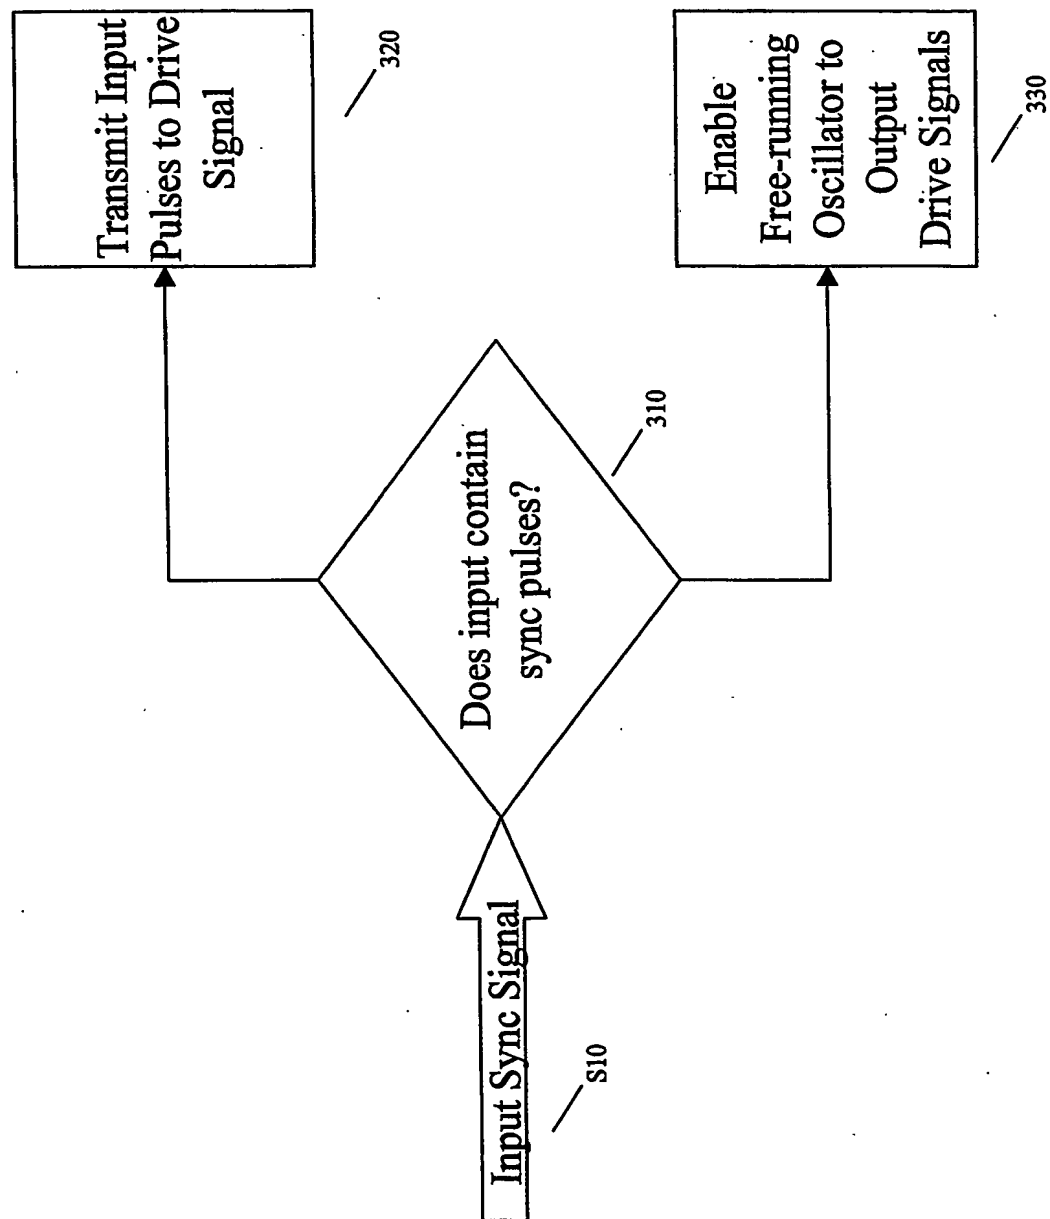 Input Sync Signal
S10
Does input contain
sync pulses?
310
Transmit Input
Pulses to Drive
Signal
320
Enable
Free-running
Oscillator to
Output
Drive Signals
330